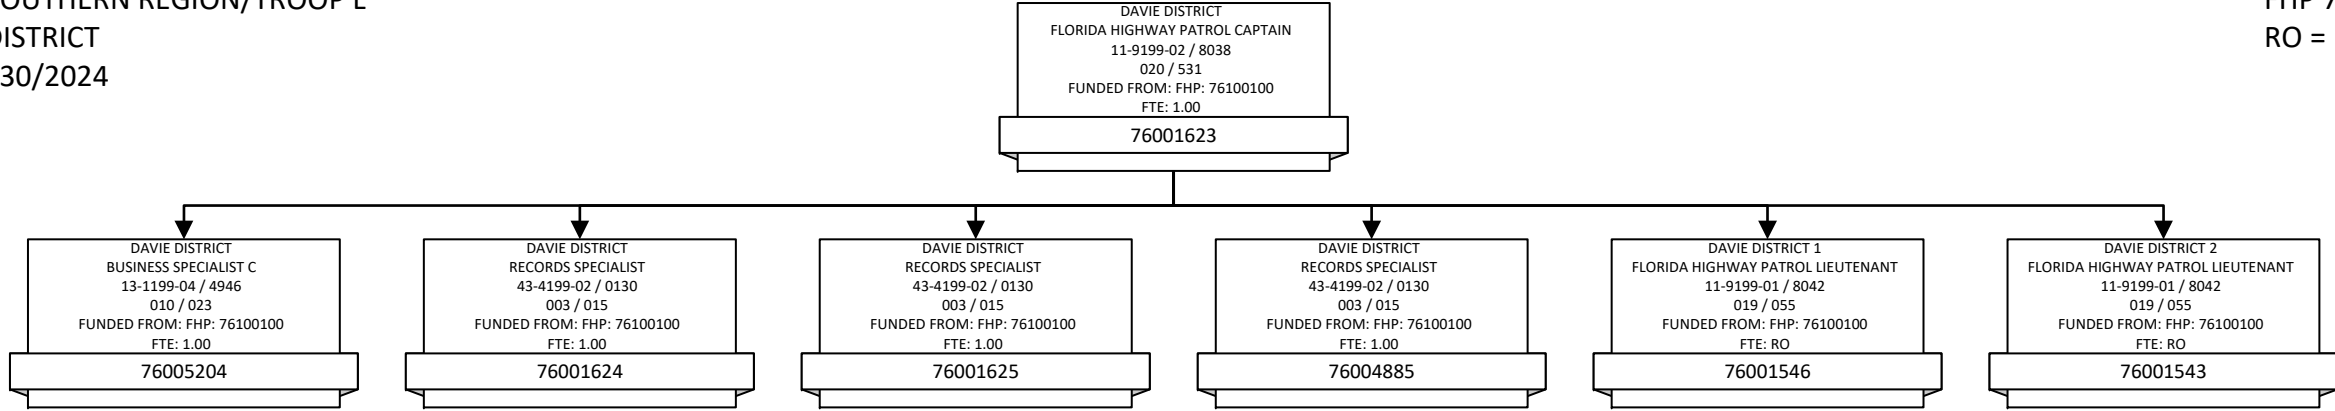 SOUTHERN REGION/TROOP L
DISTRICT
30/2024
FHP 7
RO =
DAVIE DISTRICT
FLORIDA HIGHWAY PATROL CAPTAIN
11-9199-02 / 8038
020 / 531
FUNDED FROM: FHP: 76100100
FTE: 1.00
76001623
DAVIE DISTRICT
BUSINESS SPECIALIST C
13-1199-04 / 4946
010 / 023
FUNDED FROM: FHP: 76100100
FTE: 1.00
76005204
DAVIE DISTRICT
RECORDS SPECIALIST
43-4199-02 / 0130
003 / 015
FUNDED FROM: FHP: 76100100
FTE: 1.00
76001624
DAVIE DISTRICT
RECORDS SPECIALIST
43-4199-02 / 0130
003 / 015
FUNDED FROM: FHP: 76100100
FTE: 1.00
76001625
DAVIE DISTRICT
RECORDS SPECIALIST
43-4199-02 / 0130
003 / 015
FUNDED FROM: FHP: 76100100
FTE: 1.00
76004885
DAVIE DISTRICT 1
FLORIDA HIGHWAY PATROL LIEUTENANT
11-9199-01 / 8042
019 / 055
FUNDED FROM: FHP: 76100100
FTE: RO
76001546
DAVIE DISTRICT 2
FLORIDA HIGHWAY PATROL LIEUTENANT
11-9199-01 / 8042
019 / 055
FUNDED FROM: FHP: 76100100
FTE: RO
76001543